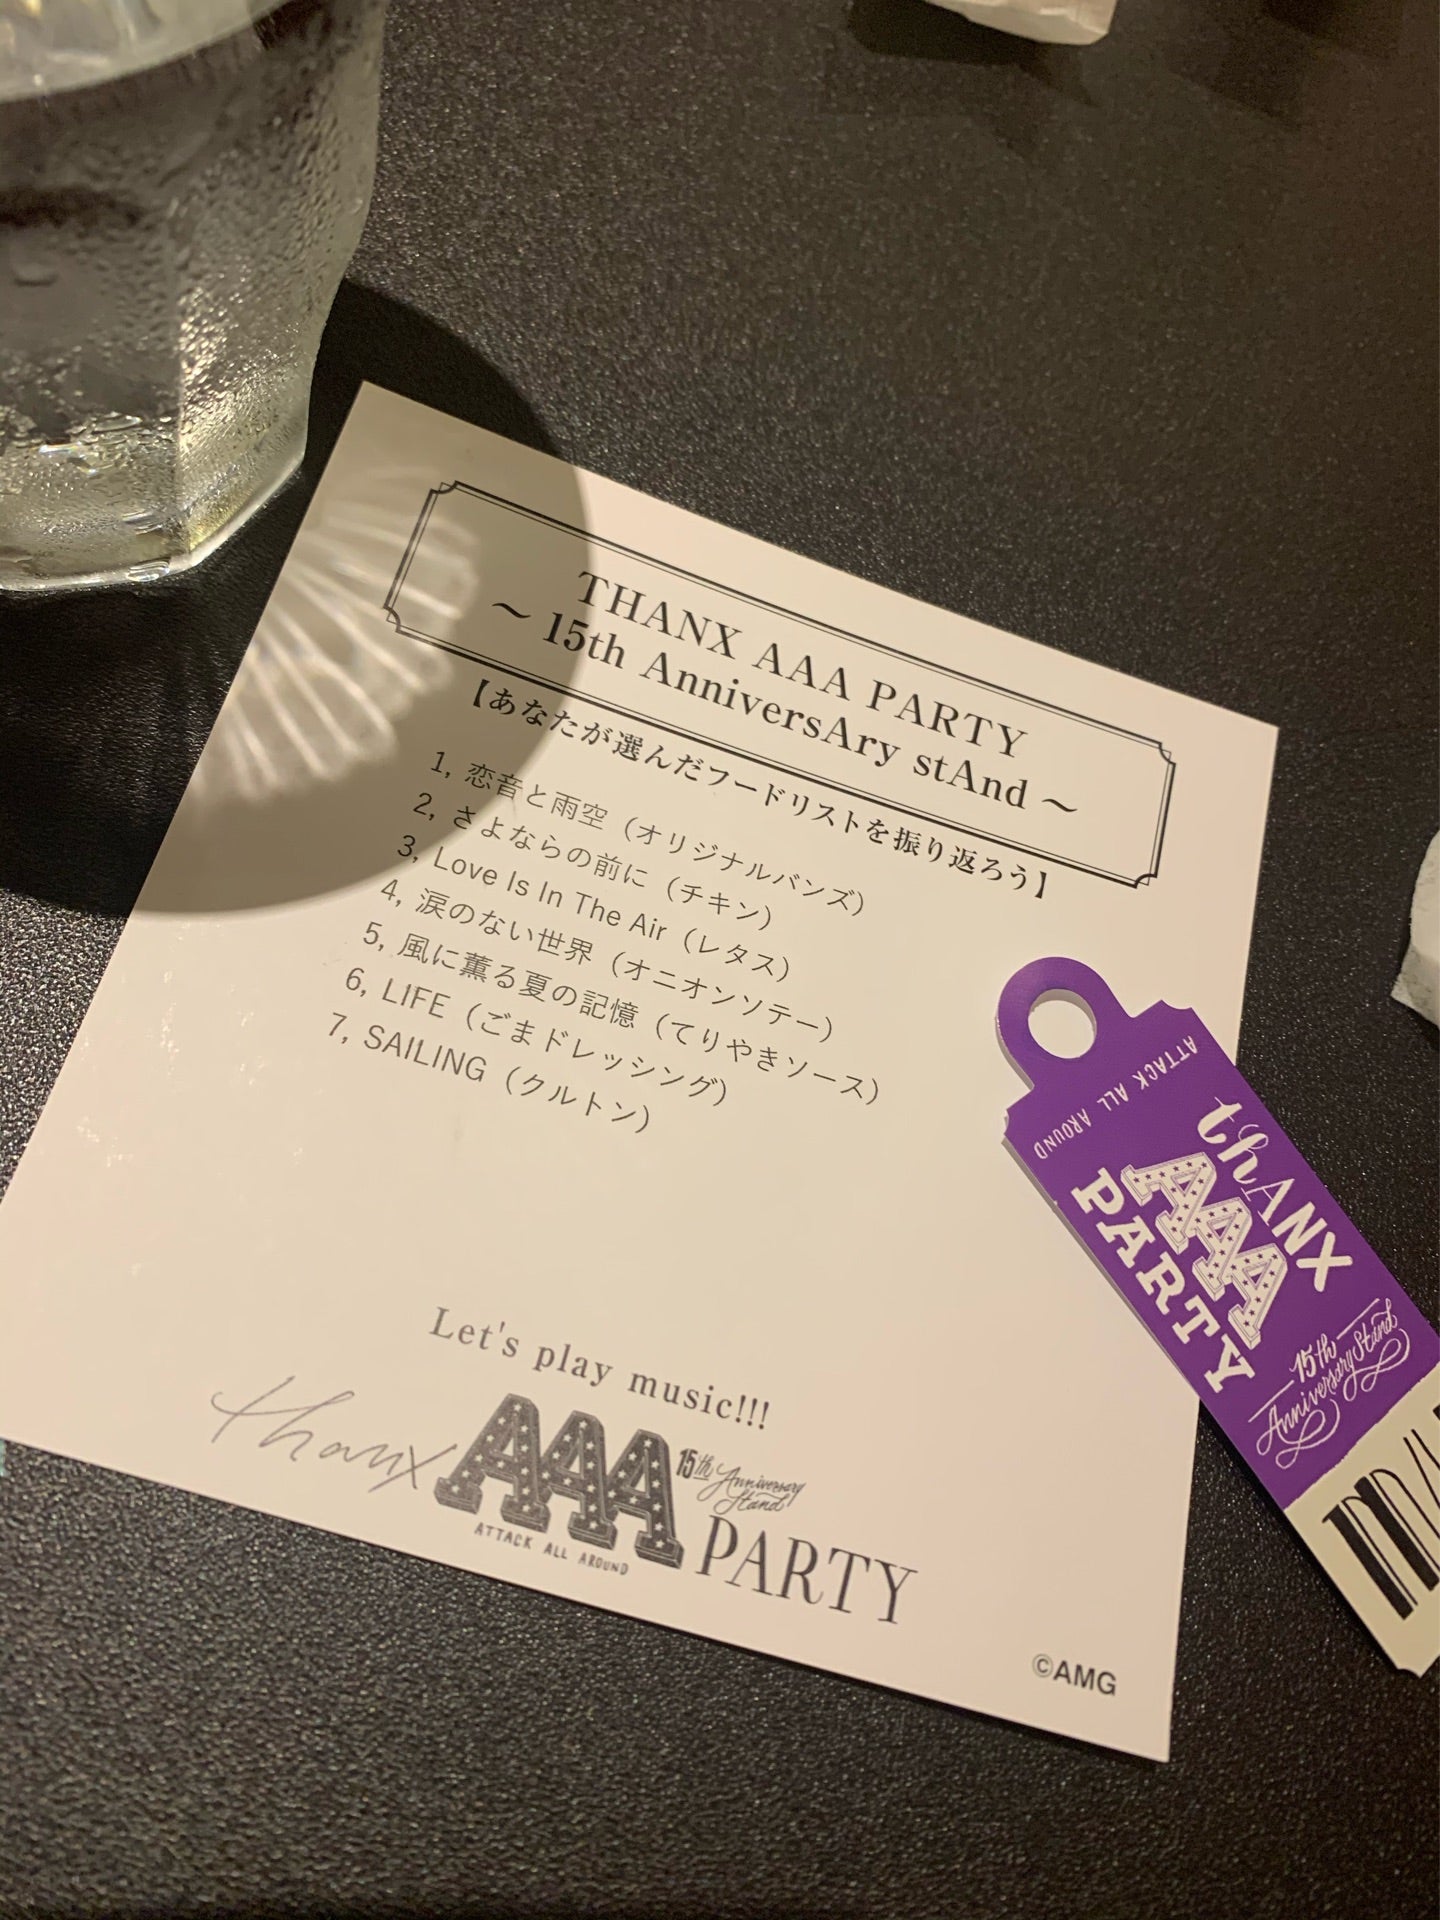 THANX AAA PARTY
～ 15th AnniversAry stAnd ～
【あなたが選んだフードリストを振り返ろう】
1, 恋音と雨空（オリジナルバンズ）
2, さよならの前に（チキン）
3, Love Is In The Air（レタス）
4, 涙のない世界（オニオンソテー）
5, 風に薫る夏の記憶（てりやきソース）
6, LIFE（ごまドレッシング）
7, SAILING（クルトン）
Let's play music!!!
thanx AAA 15th Anniversary Stand
ATTACK ALL AROUND
PARTY
©AMG
ATTACK ALL AROUND
thANX
AAA
PARTY
15th
Anniversary Stand